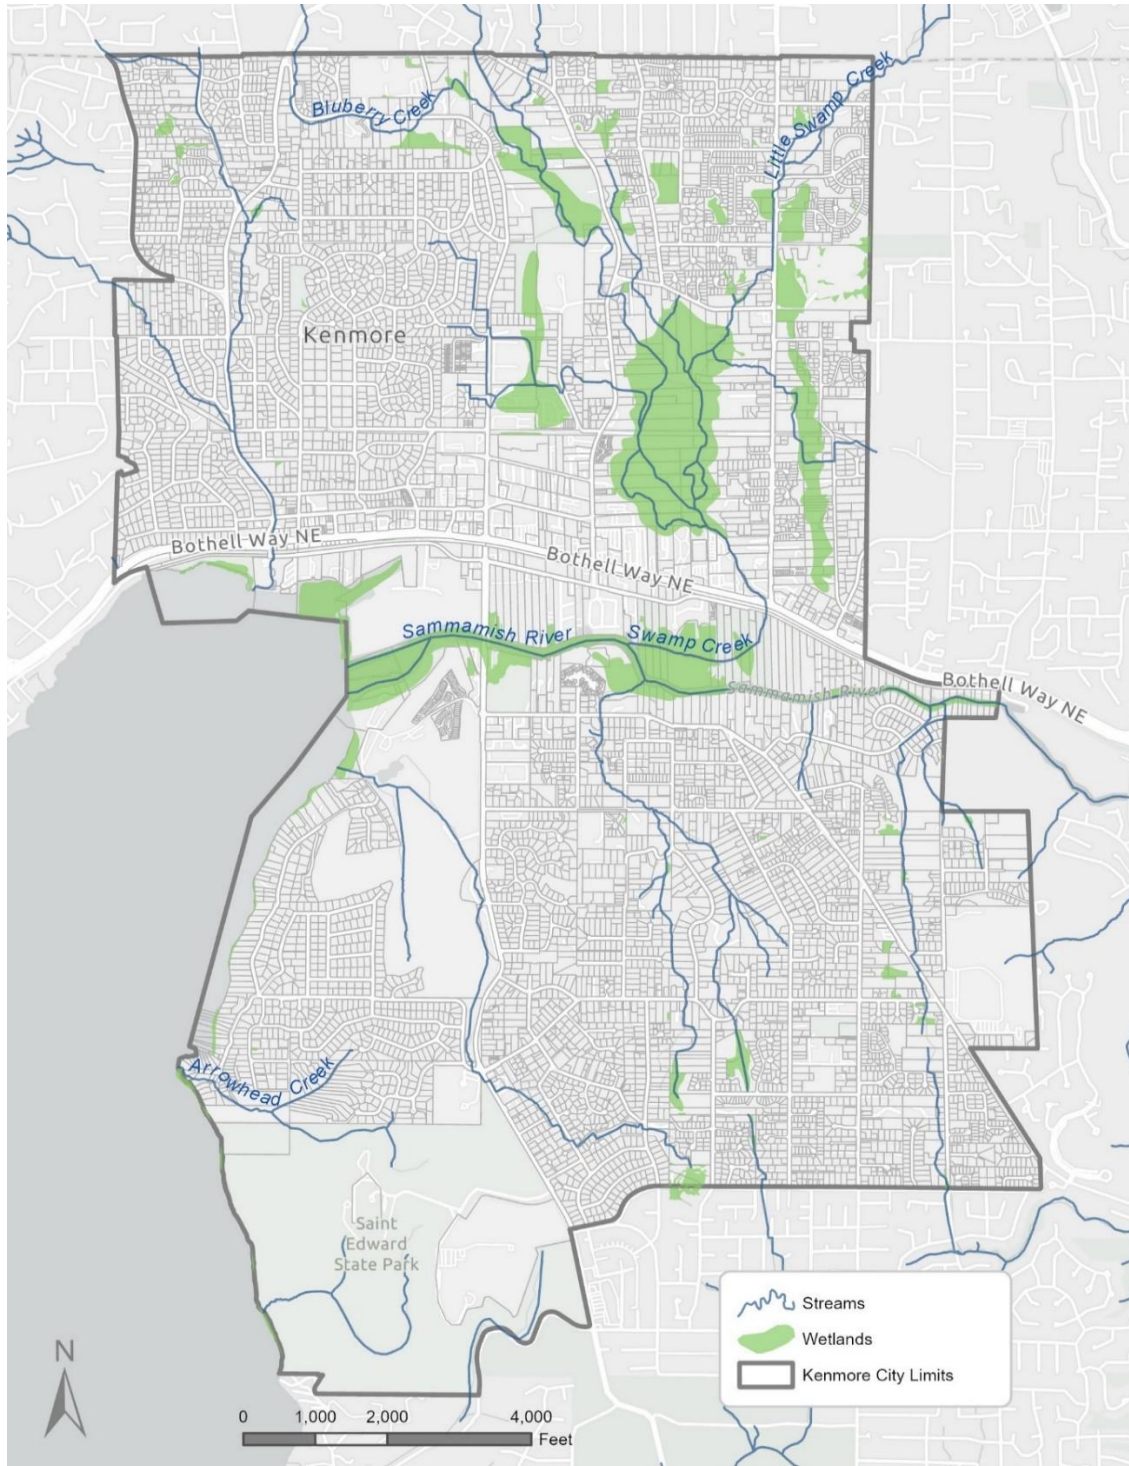 Bluberry Creek
Little Swamp Creek
Kenmore
Bothell Way NE
Bothell Way NE
Sammamish River
Swamp Creek
Sammamish River
Bothell Way NE
Arrowhead Creek
Saint
Edward
State Park
Streams
Wetlands
Kenmore City Limits
N
0 1,000 2,000 4,000
Feet